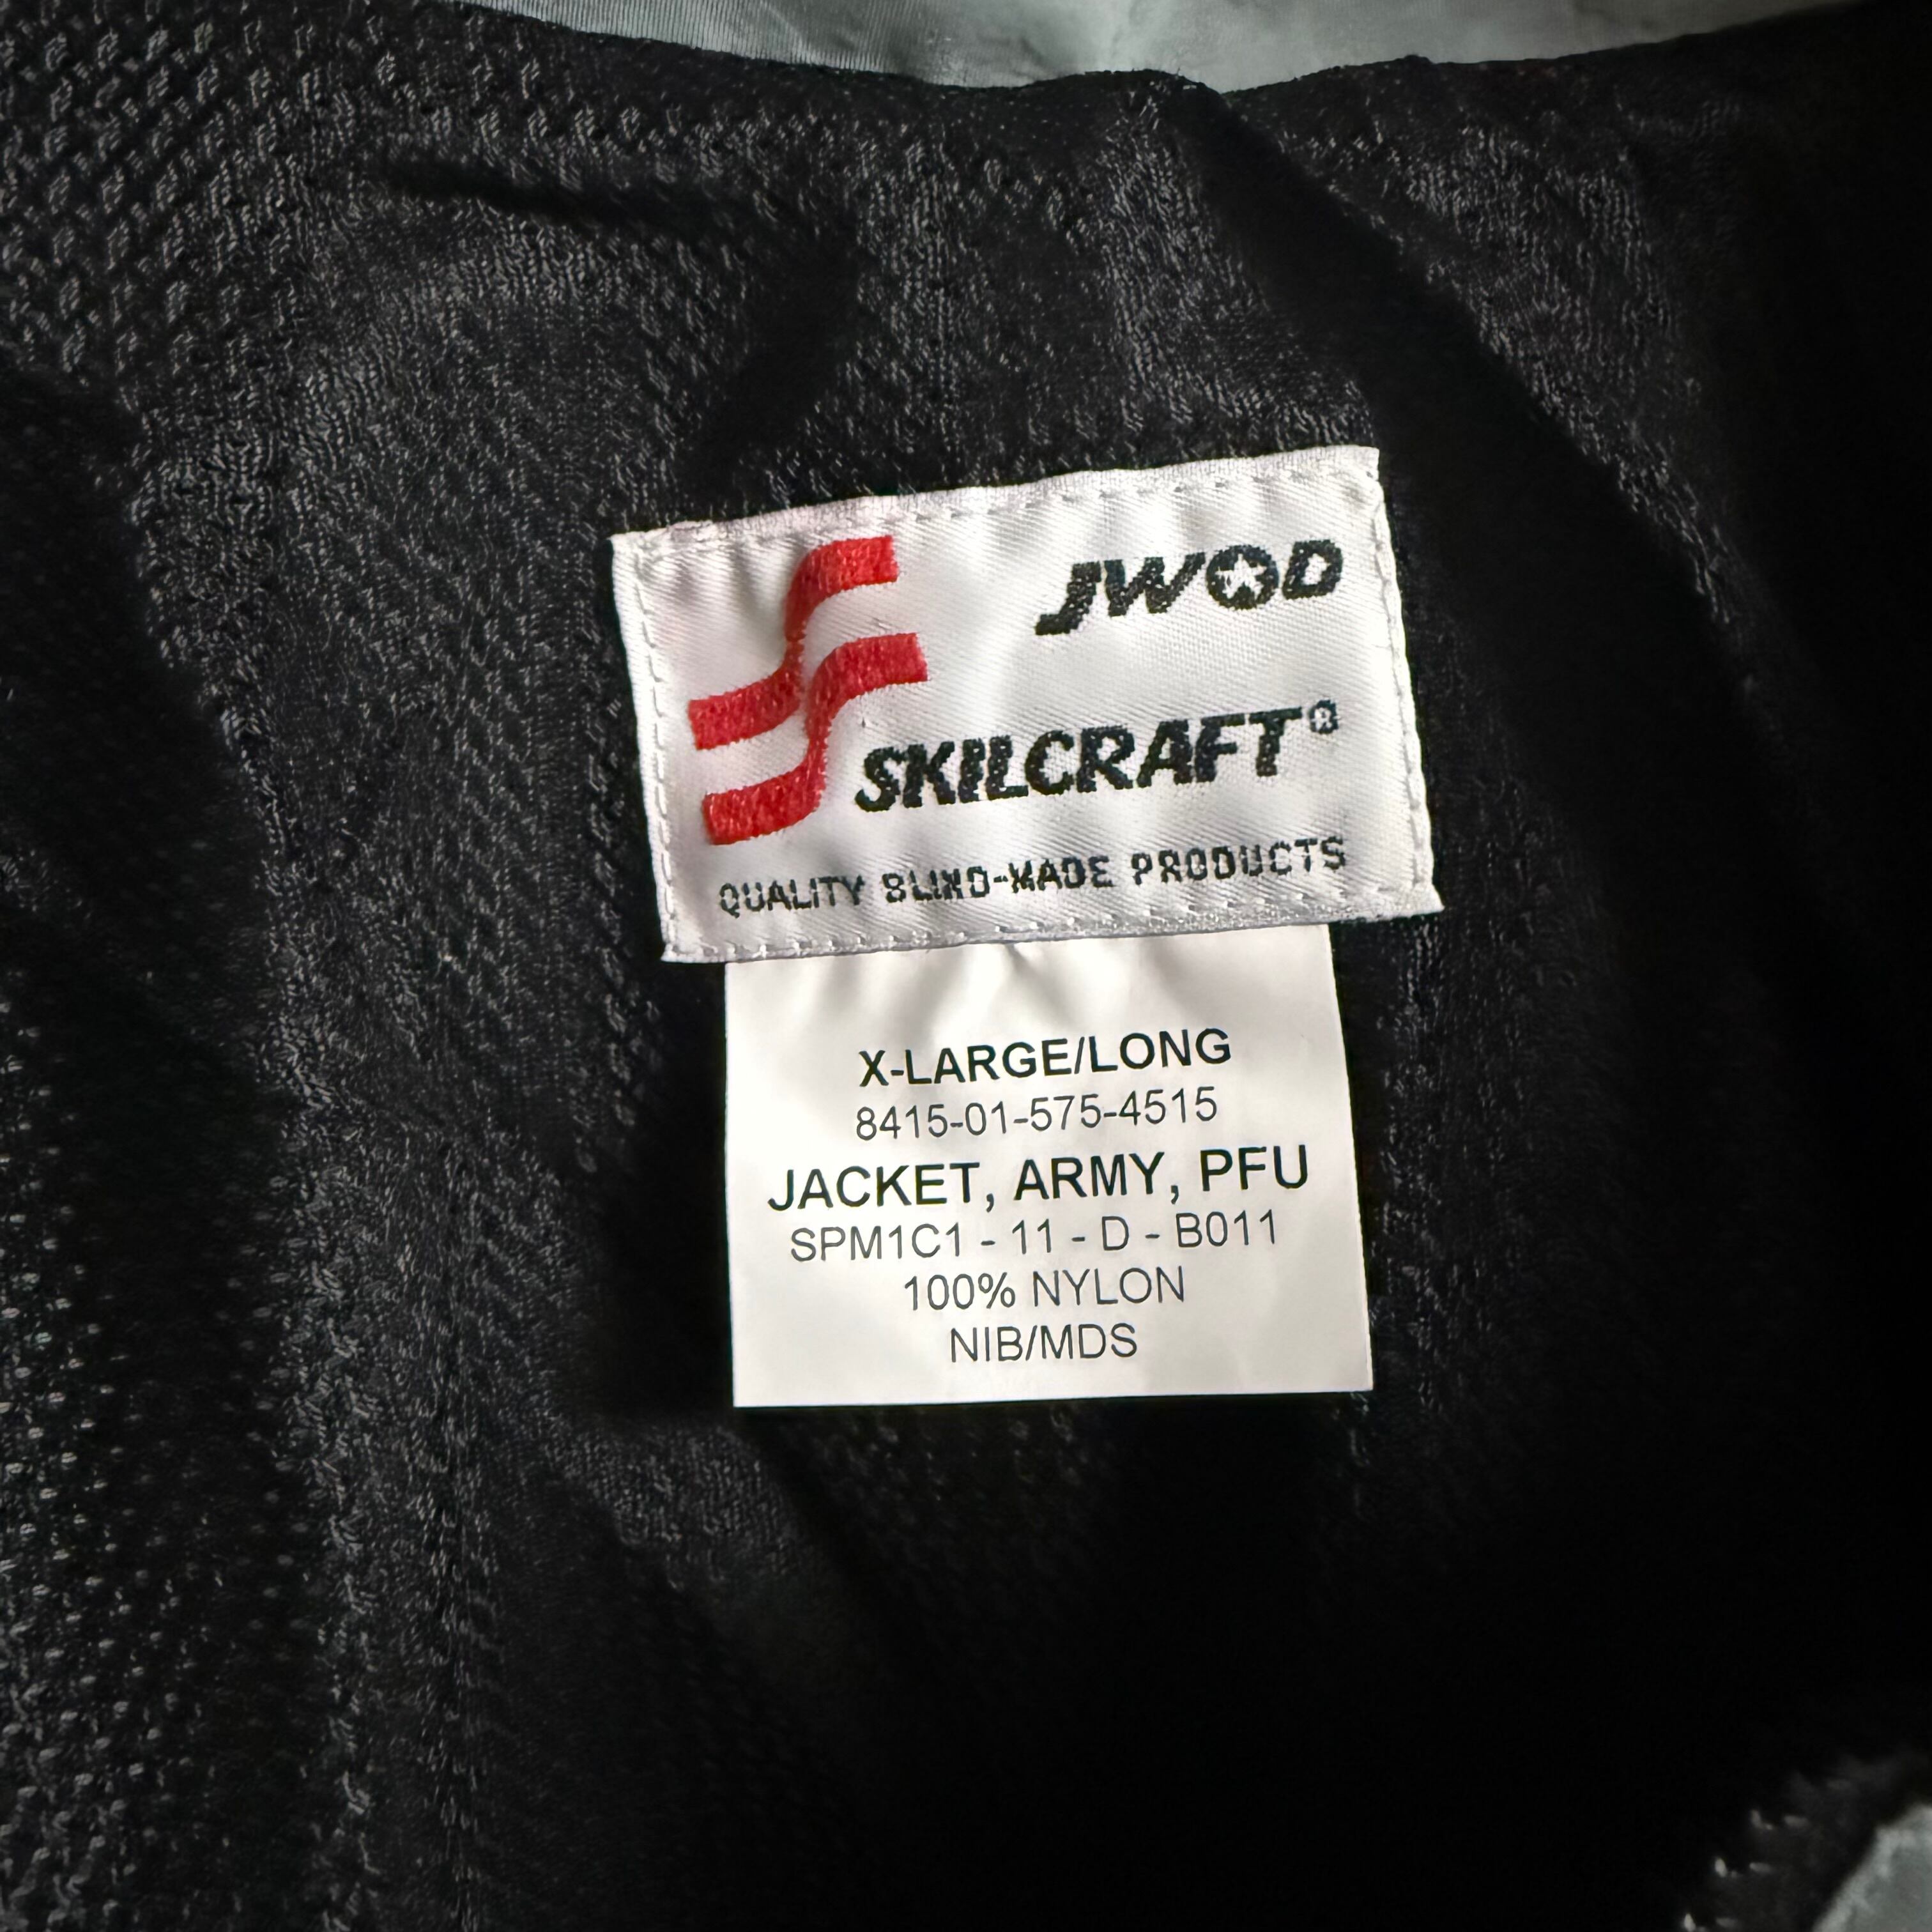 JWOD
SKILCRAFT®
QUALITY BLIND-MADE PRODUCTS
X-LARGE/LONG
8415-01-575-4515
JACKET, ARMY, PFU
SPM1C1 - 11 - D - B011
100% NYLON
NIB/MDS